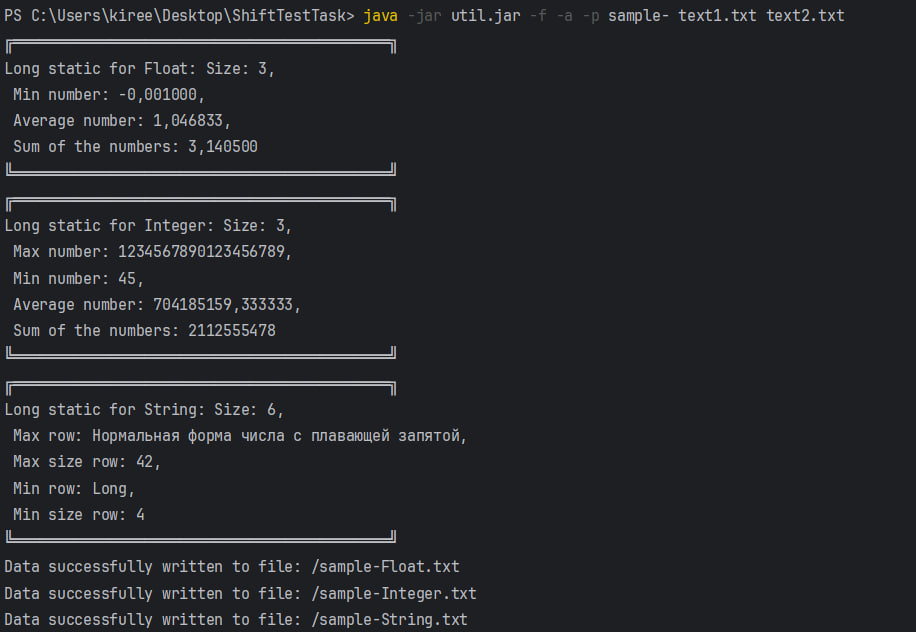 PS C:\Users\kiree\Desktop\ShiftTestTask> java -jar util.jar -f -a -p sample- text1.txt text2.txt
Long static for Float: Size: 3,
Min number: -0,001000,
Average number: 1,046833,
Sum of the numbers: 3,140500
Long static for Integer: Size: 3,
Max number: 1234567890123456789,
Min number: 45,
Average number: 704185159,333333,
Sum of the numbers: 2112555478
Long static for String: Size: 6,
Max row: Нормальная форма числа с плавающей запятой,
Max size row: 42,
Min row: Long,
Min size row: 4
Data successfully written to file: /sample-Float.txt
Data successfully written to file: /sample-Integer.txt
Data successfully written to file: /sample-String.txt